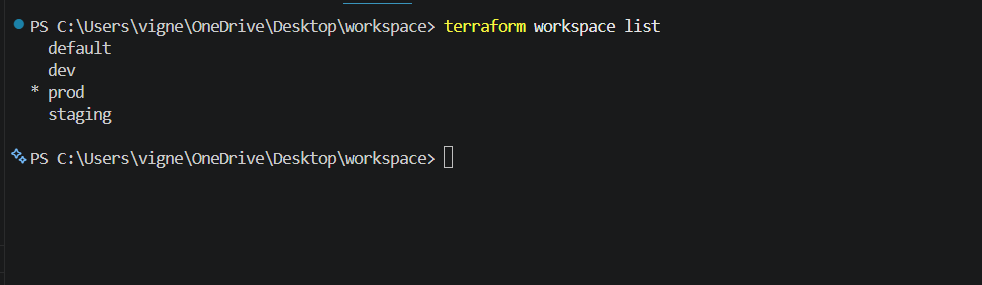 PS C:\Users\vigne\OneDrive\Desktop\workspace> terraform workspace list
  default
  dev
* prod
  staging
PS C:\Users\vigne\OneDrive\Desktop\workspace>